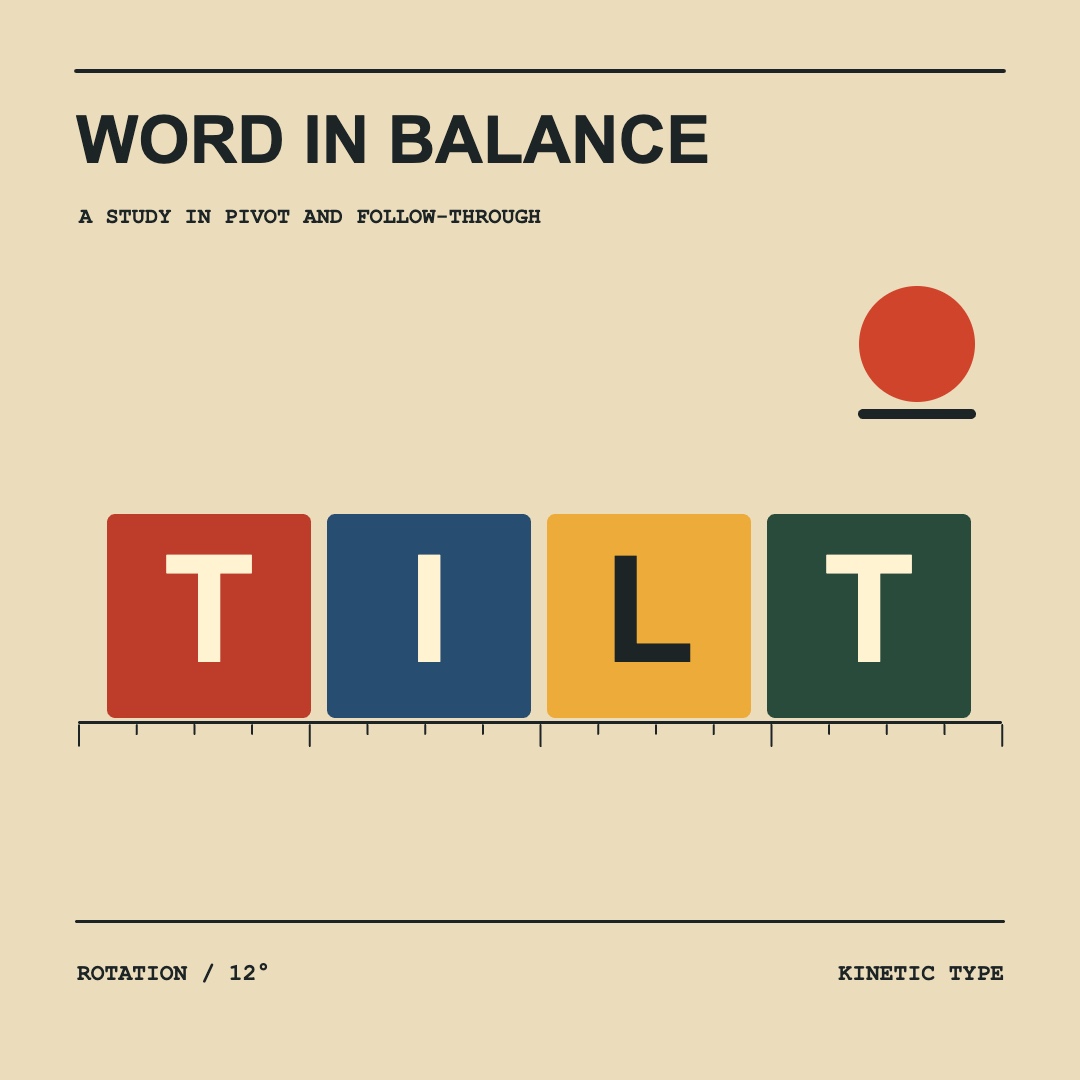 WORD IN BALANCE
A STUDY IN PIVOT AND FOLLOW-THROUGH
TILT
ROTATION / 12°
KINETIC TYPE